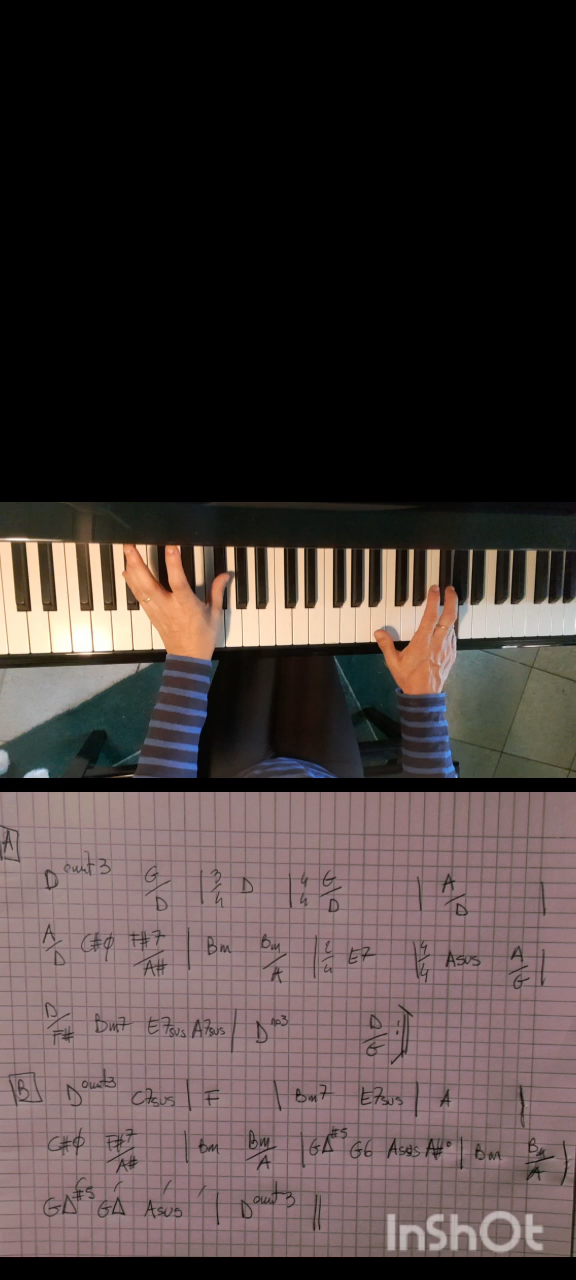 A
D omit3 G/D | 3/4 D | 4/4 G/D | A/D |
A/D C#ø F#7/A# | Bm Bm/A | 2/4 E7 | 4/4 Asus A/G |
D/F# Bm7 E7sus A7sus | D no3 D/G :||
B D omit3 C7sus | F | Bm7 E7sus | A |
C#ø F#7/A# | Bm Bm/A | GΔ#5 G6 Asus A#° | Bm Bm/A |
GΔ#5 GΔ Asus | D omit3 ||
InShOt